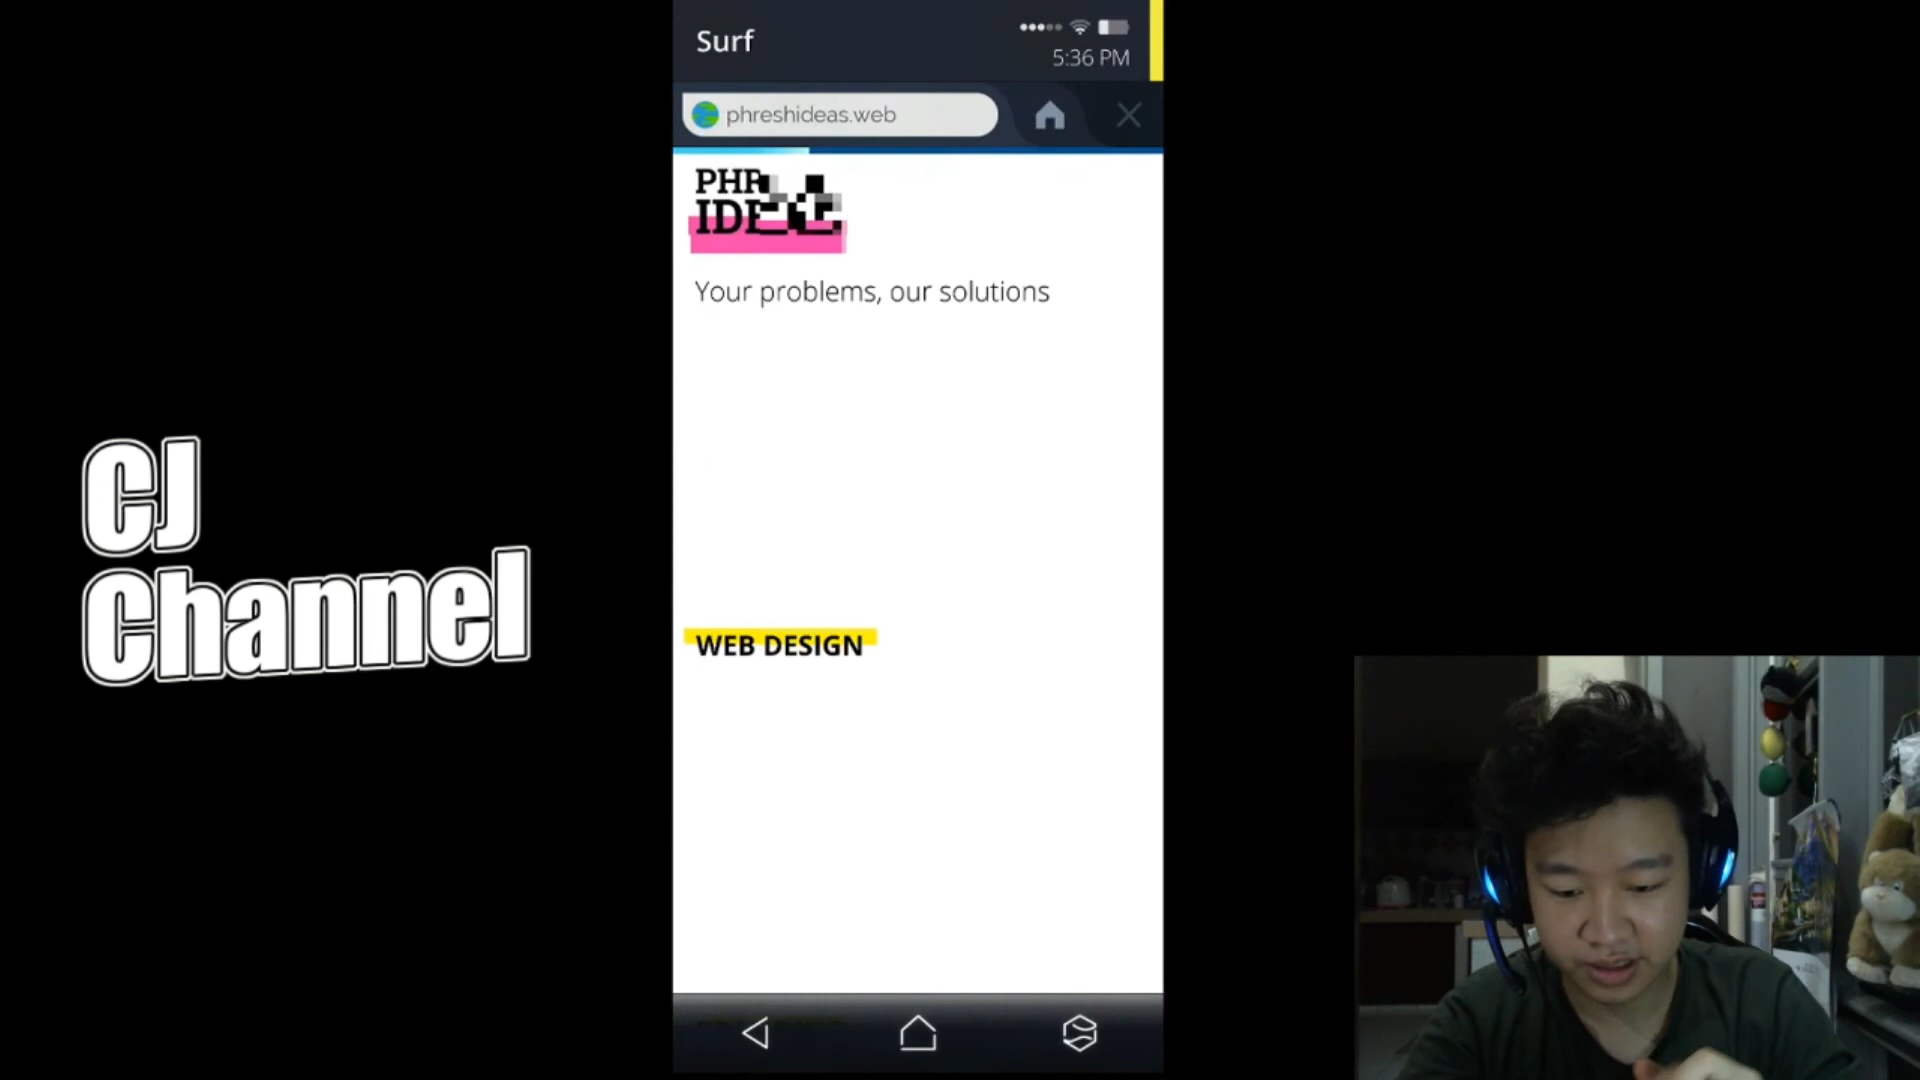 Surf
5:36 PM
phreshideas.web
Your problems, our solutions
WEB DESIGN
CJ
Channel